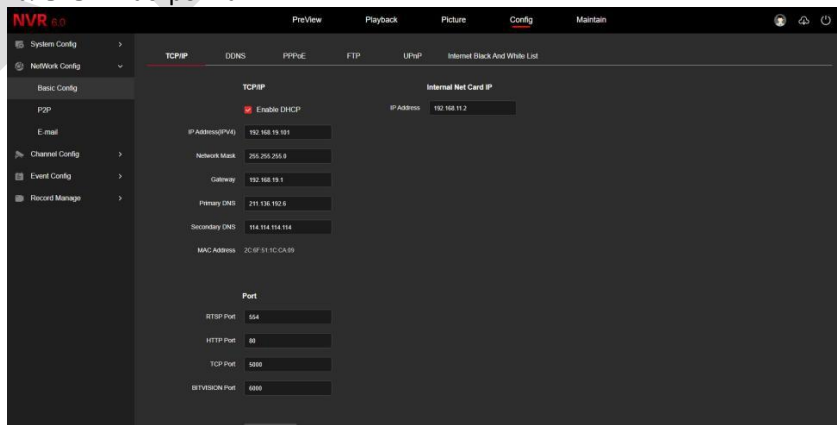 NVR 6.0
PreView Playback Picture Config Maintain
System Config
NetWork Config
Basic Config
P2P
E-mail
Channel Config
Event Config
Record Manage
TCP/IP DDNS PPPoE FTP UPnP Internet Black And White List
TCP/IP
Enable DHCP
IP Address(IPV4) 192.168.19.101
Network Mask 255.255.255.0
Gateway 192.168.19.1
Primary DNS 211.136.192.6
Secondary DNS 114.114.114.114
MAC Address 2C:6F:51:1C:CA:09
Internal Net Card IP
IP Address 192.168.11.2
Port
RTSP Port 554
HTTP Port 80
TCP Port 5000
BITVISION Port 6000